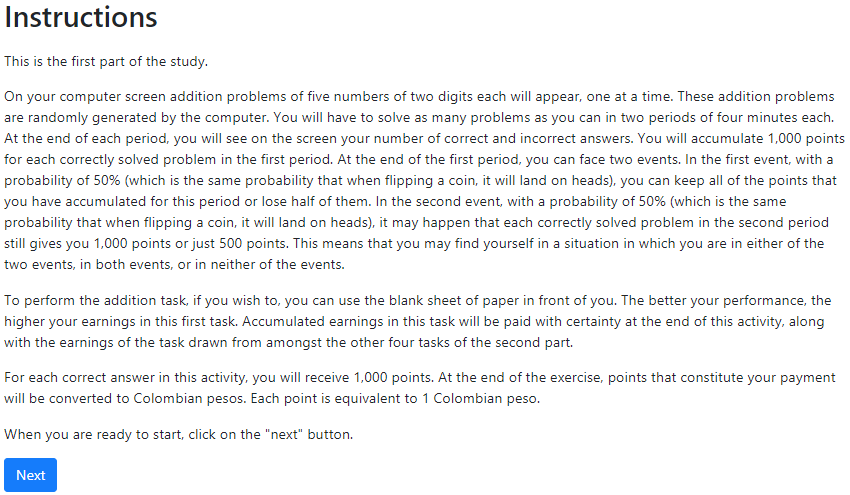 Instructions
This is the first part of the study.
On your computer screen addition problems of five numbers of two digits each will appear, one at a time. These addition problems
are randomly generated by the computer. You will have to solve as many problems as you can in two periods of four minutes each.
At the end of each period, you will see on the screen your number of correct and incorrect answers. You will accumulate 1,000 points
for each correctly solved problem in the first period. At the end of the first period, you can face two events. In the first event, with a
probability of 50% (which is the same probability that when flipping a coin, it will land on heads), you can keep all of the points that
you have accumulated for this period or lose half of them. In the second event, with a probability of 50% (which is the same
probability that when flipping a coin, it will land on heads), it may happen that each correctly solved problem in the second period
still gives you 1,000 points or just 500 points. This means that you may find yourself in a situation in which you are in either of the
two events, in both events, or in neither of the events.
To perform the addition task, if you wish to, you can use the blank sheet of paper in front of you. The better your performance, the
higher your earnings in this first task. Accumulated earnings in this task will be paid with certainty at the end of this activity, along
with the earnings of the task drawn from amongst the other four tasks of the second part.
For each correct answer in this activity, you will receive 1,000 points. At the end of the exercise, points that constitute your payment
will be converted to Colombian pesos. Each point is equivalent to 1 Colombian peso.
When you are ready to start, click on the "next" button.
Next